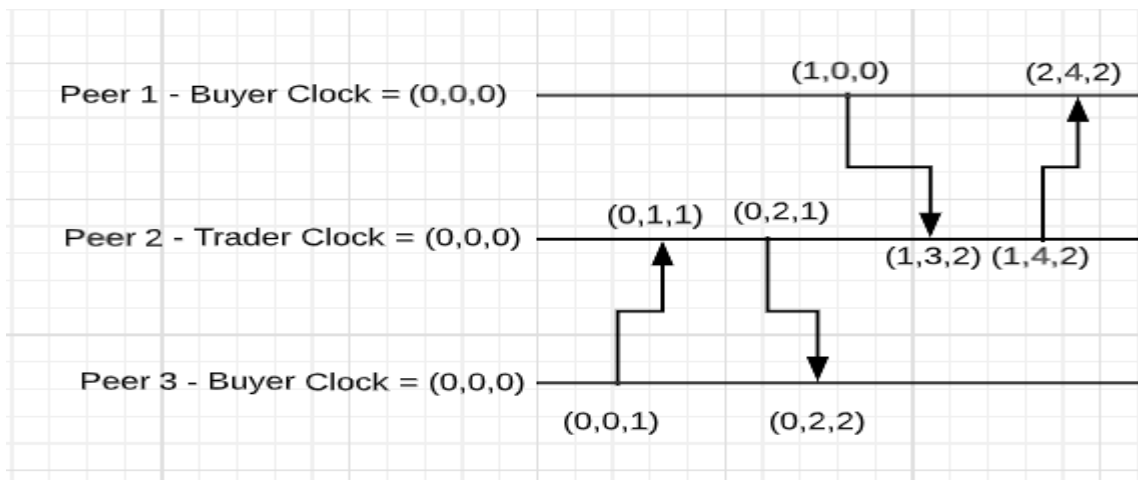 (1,0,0) (2,4,2)
Peer 1 - Buyer Clock = (0,0,0)
(0,1,1) (0,2,1)
Peer 2 - Trader Clock = (0,0,0)
(1,3,2) (1,4,2)
Peer 3 - Buyer Clock = (0,0,0)
(0,0,1) (0,2,2)